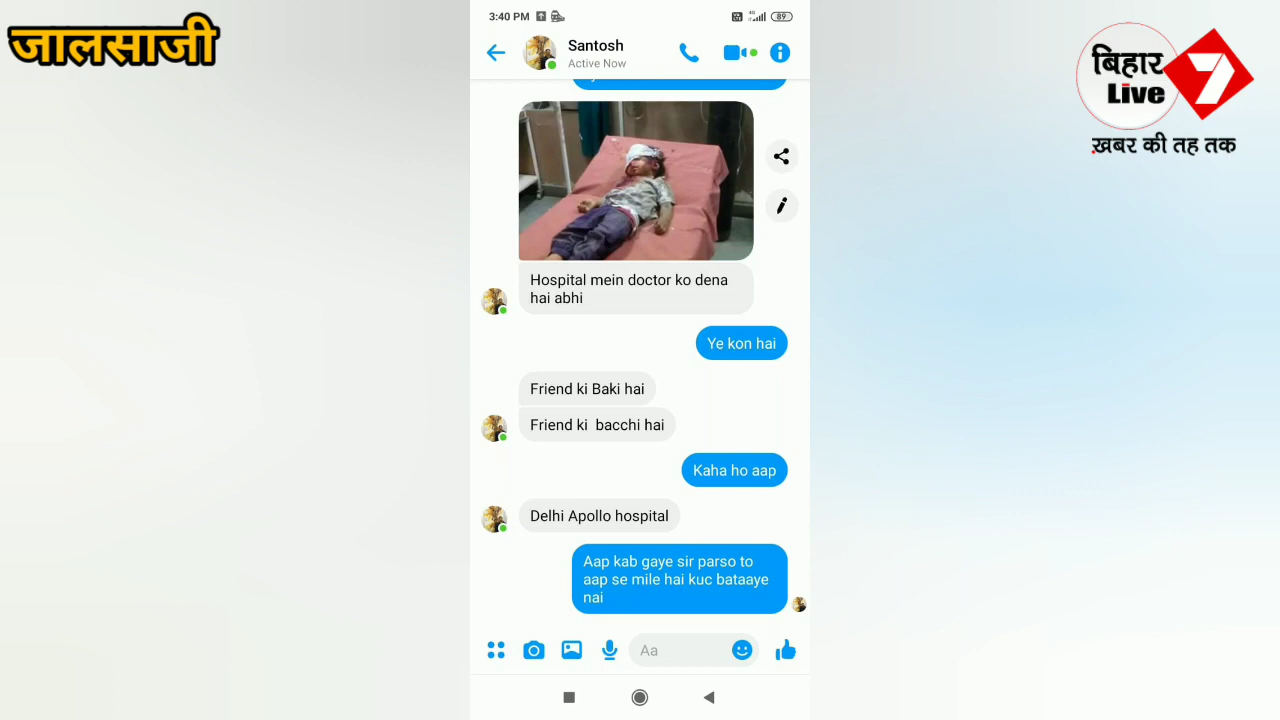 जालसाजी
बिहार
Live
7
ख़बर की तह तक
3:40 PM
4G
89
Santosh
Active Now
Hospital mein doctor ko dena
hai abhi
Ye kon hai
Friend ki Baki hai
Friend ki  bacchi hai
Kaha ho aap
Delhi Apollo hospital
Aap kab gaye sir parso to
aap se mile hai kuc bataaye
nai
Aa